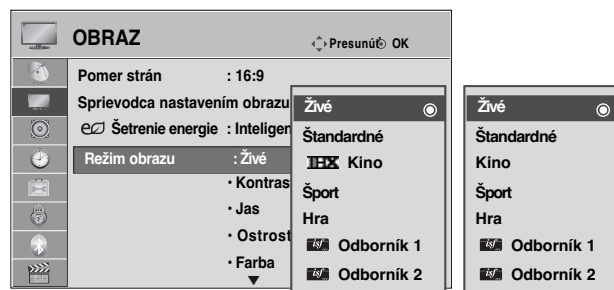 OBRAZ
Presunúť OK
Pomer strán : 16:9
Sprievodca nastavením obrazu
Šetrenie energie : Inteligen
Režim obrazu : Živé
• Kontras
• Jas
• Ostrost
• Farba
Živé
Štandardné
THX Kino
Šport
Hra
isf Odborník 1
isf Odborník 2
Živé
Štandardné
Kino
Šport
Hra
isf Odborník 1
isf Odborník 2